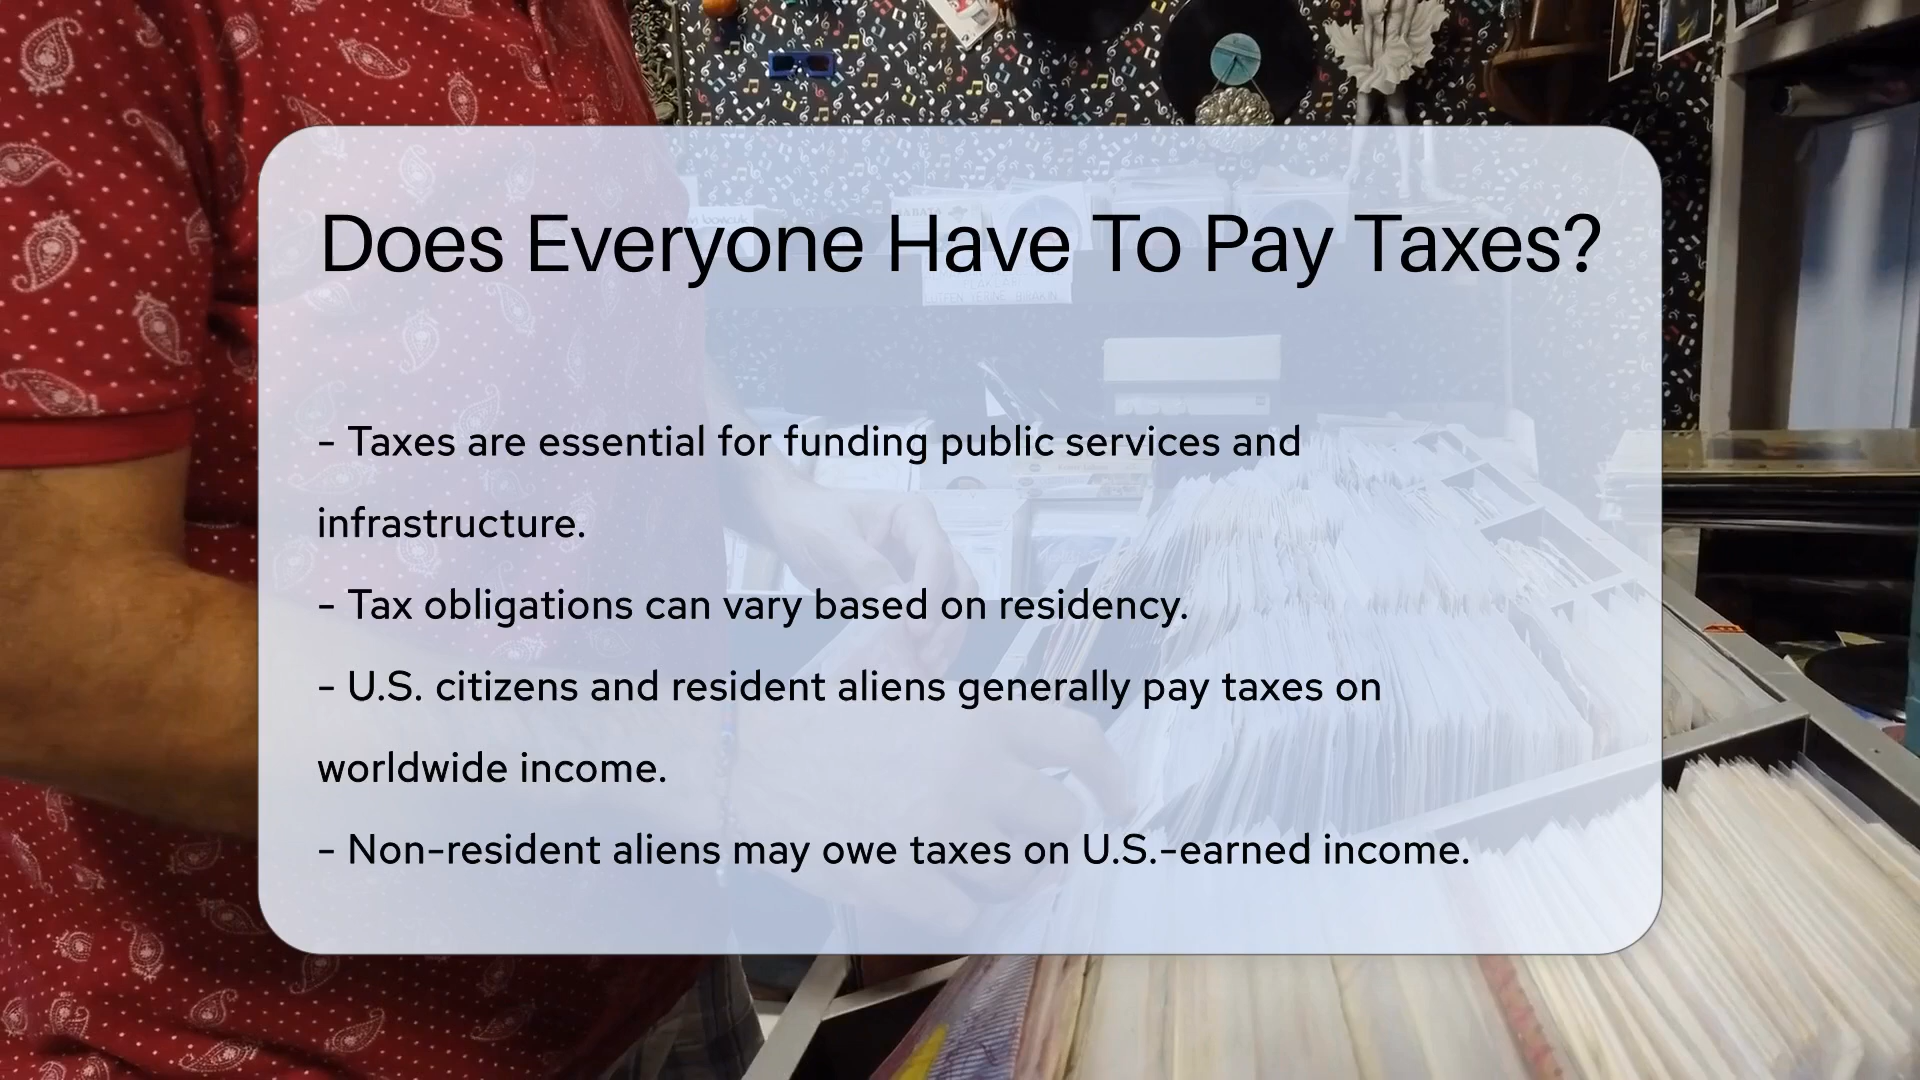 Does Everyone Have To Pay Taxes?
- Taxes are essential for funding public services and
infrastructure.
- Tax obligations can vary based on residency.
- U.S. citizens and resident aliens generally pay taxes on
worldwide income.
- Non-resident aliens may owe taxes on U.S.-earned income.